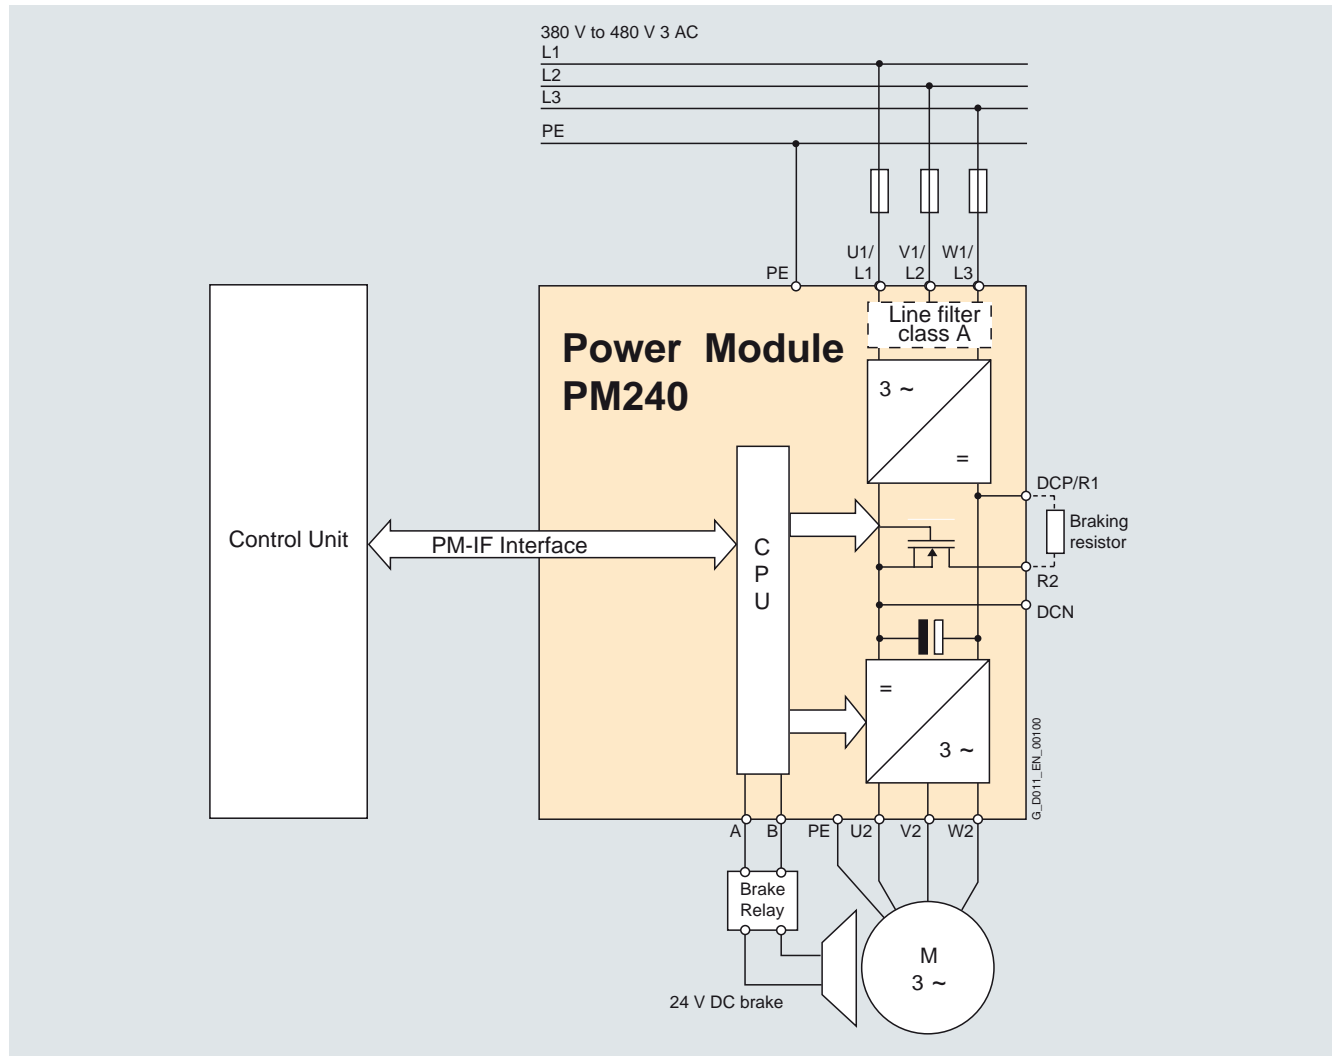 380 V to 480 V 3 AC
L1
L2
L3
PE
U1/ V1/ W1/
PE L1 L2 L3
Line filter
class A
Power Module
PM240
3 ~
=
DCP/R1
Braking
resistor
Control Unit
PM-IF Interface
C
P
U
R2
DCN
=
3 ~
G_D011_EN_00100
A B PE U2 V2 W2
Brake
Relay
M
3 ~
24 V DC brake